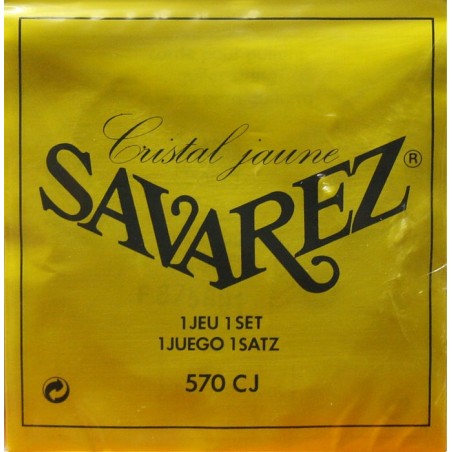 Cristal jaune
SAVAREZ®
1 JEU 1 SET
1 JUEGO 1 SATZ
570 CJ